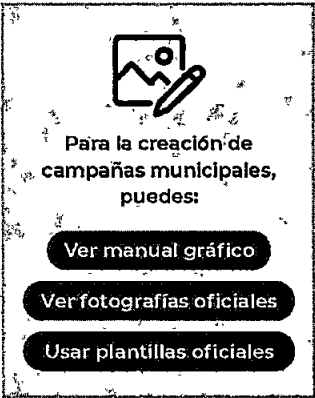 Para la creación de
campañas municipales,
puedes:
Ver manual gráfico
Ver fotografías oficiales
Usar plantillas oficiales